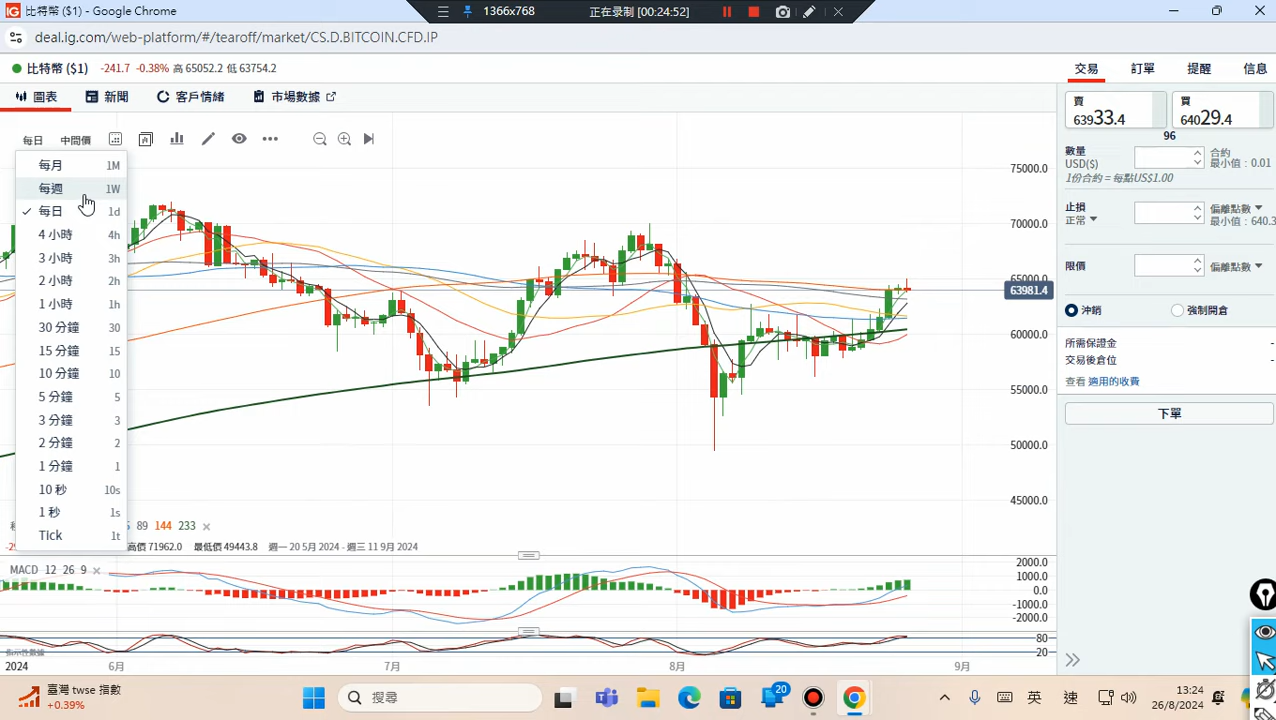 比特幣 ($1) - Google Chrome
1366x768
正在录制 [00:24:52]
deal.ig.com/web-platform/#/tearoff/market/CS.D.BITCOIN.CFD.IP
比特幣 ($1) -241.7 -0.38% 高 65052.2 低 63754.2
交易 訂單 提醒 信息
圖表 新聞 客戶情緒 市場數據
賣 63933.4
買 64029.4
96
每日 中間價
每月 1M
每週 1W
每日 1d
4 小時 4h
3 小時 3h
2 小時 2h
1 小時 1h
30 分鐘 30
15 分鐘 15
10 分鐘 10
5 分鐘 5
3 分鐘 3
2 分鐘 2
1 分鐘 1
10 秒 10s
1 秒 1s
TIck 1t
75000.0
70000.0
65000.0
63981.4
60000.0
55000.0
50000.0
45000.0
數量 合約
USD($) 最小值 : 0.01
1份合約 = 每點US$1.00
止損 偏離點數
正常 最小值 : 640.3
限價 偏離點數
沖銷 強制開倉
所需保證金 -
交易後倉位 -
查看 適用的收費
下單
89 144 233
高價 71962.0 最低價 49443.8 週一 20 5月 2024 - 週三 11 9月 2024
MACD 12 26 9
2000.0
1000.0
0.0
-1000.0
-2000.0
80
20
指示性數據
2024 6月 7月 8月 9月
臺灣 twse 指數
+0.39%
搜尋
20
英 速
13:24
26/8/2024